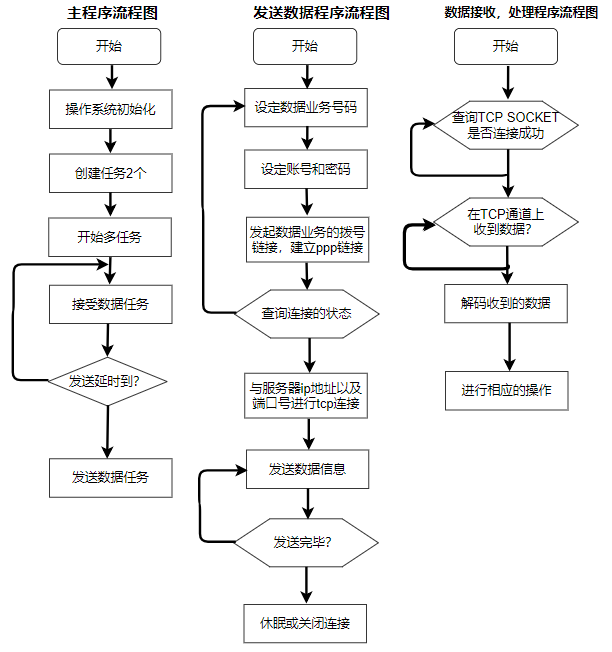 主程序流程图
开始
操作系统初始化
创建任务2个
开始多任务
接受数据任务
发送延时到?
发送数据任务
发送数据程序流程图
开始
设定数据业务号码
设定账号和密码
发起数据业务的拨号
链接，建立ppp链接
查询连接的状态
与服务器ip地址以及
端口号进行tcp连接
发送数据信息
发送完毕?
休眠或关闭连接
数据接收，处理程序流程图
开始
查询TCP SOCKET
是否连接成功
在TCP通道上
收到数据?
解码收到的数据
进行相应的操作